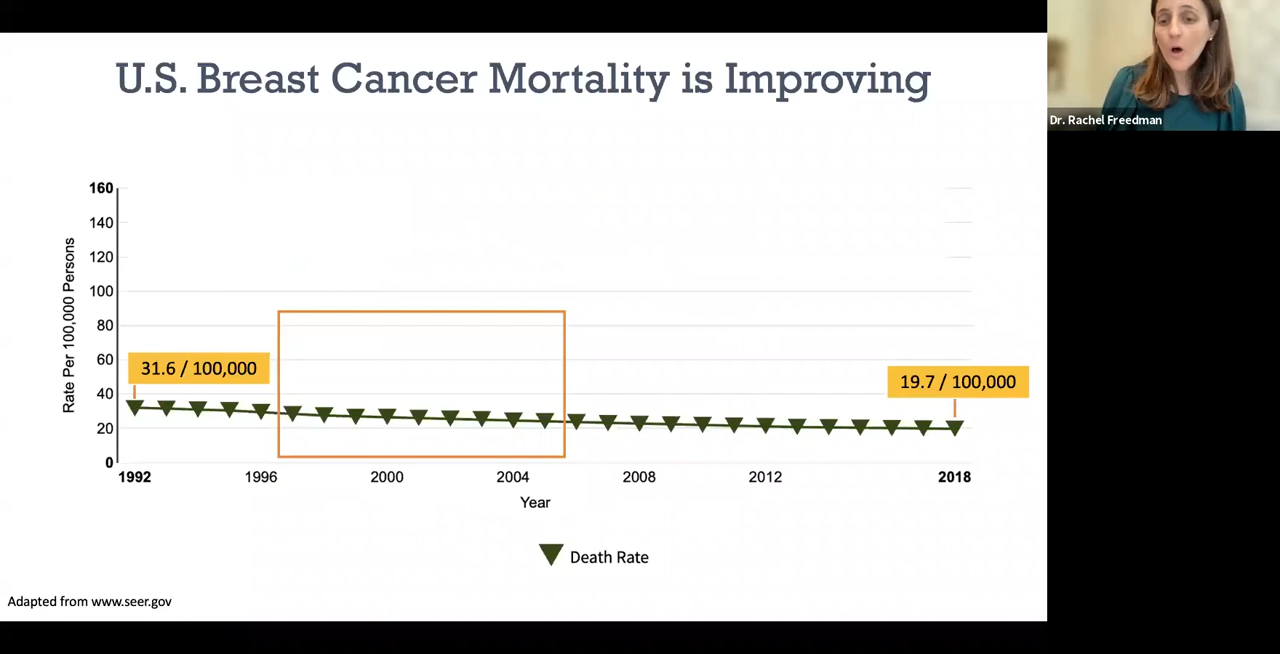 U.S. Breast Cancer Mortality is Improving
Dr. Rachel Freedman
Rate Per 100,000 Persons
160
140
120
100
80
60
40
20
0
31.6 / 100,000
19.7 / 100,000
1992 1996 2000 2004 2008 2012 2018
Year
Death Rate
Adapted from www.seer.gov